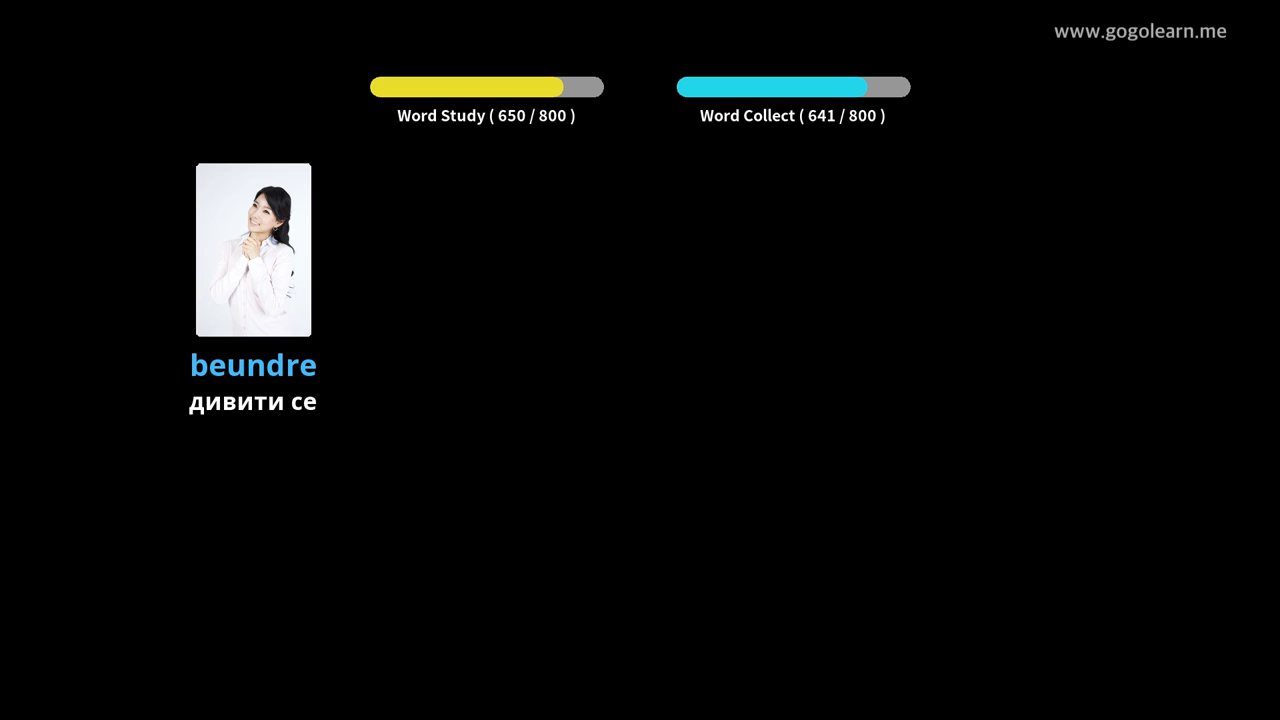 www.gogolearn.me
Word Study ( 650 / 800 )
Word Collect ( 641 / 800 )
beundre
дивити се